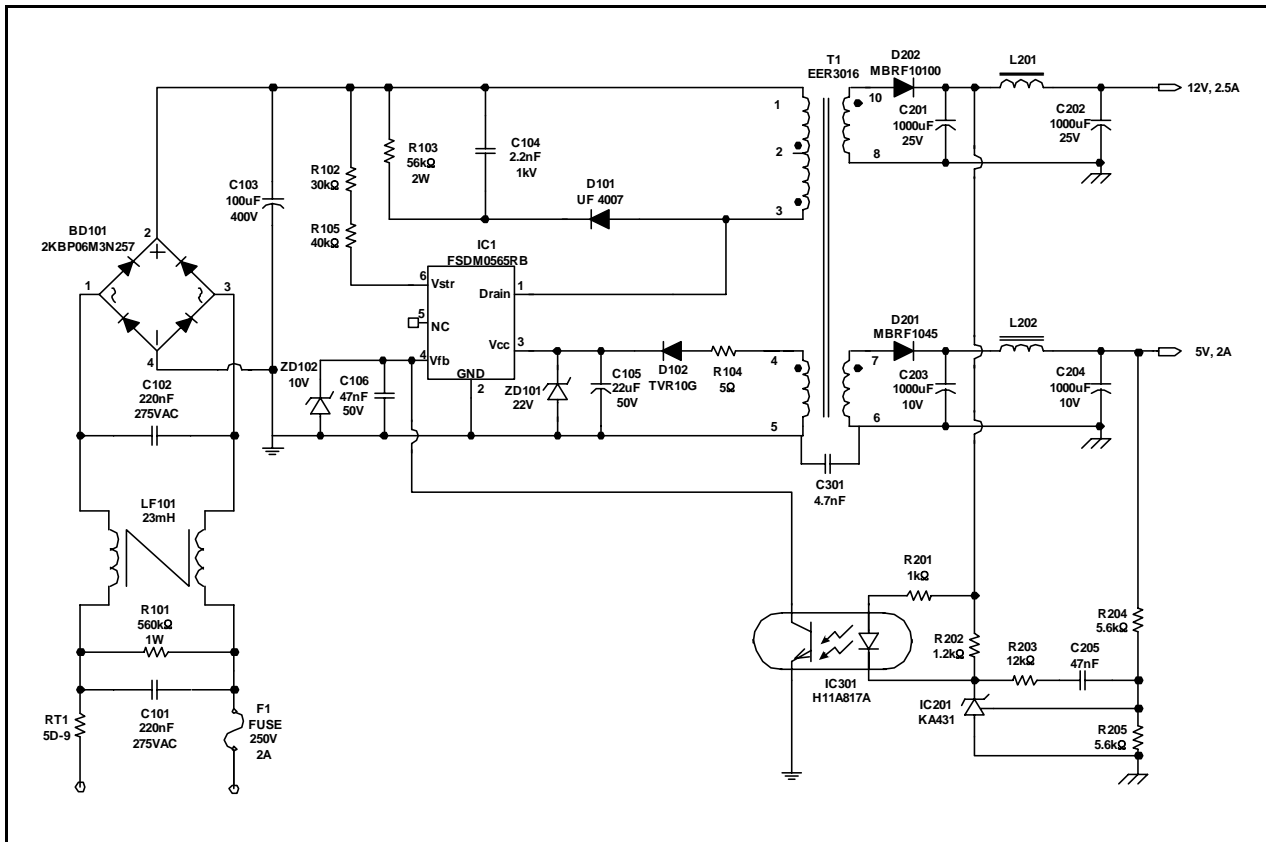 T1
EER3016
D202
MBRF10100
L201
12V, 2.5A
1
10
C201
1000uF
25V
C202
1000uF
25V
R103
56kΩ
2W
C104
2.2nF
1kV
2
8
R102
30kΩ
C103
100uF
400V
D101
UF 4007
3
R105
40kΩ
BD101
2KBP06M3N257
2
1
3
4
IC1
FSDM0565RB
6
Vstr
Drain
1
5
NC
Vcc
3
4
Vfb
GND
2
D201
MBRF1045
L202
5V, 2A
ZD102
10V
C106
47nF
50V
ZD101
22V
C105
22uF
50V
D102
TVR10G
R104
5Ω
4
7
C203
1000uF
10V
C204
1000uF
10V
5
6
C102
220nF
275VAC
C301
4.7nF
LF101
23mH
R201
1kΩ
R101
560kΩ
1W
R204
5.6kΩ
R202
1.2kΩ
R203
12kΩ
C205
47nF
IC301
H11A817A
IC201
KA431
R205
5.6kΩ
RT1
5D-9
C101
220nF
275VAC
F1
FUSE
250V
2A